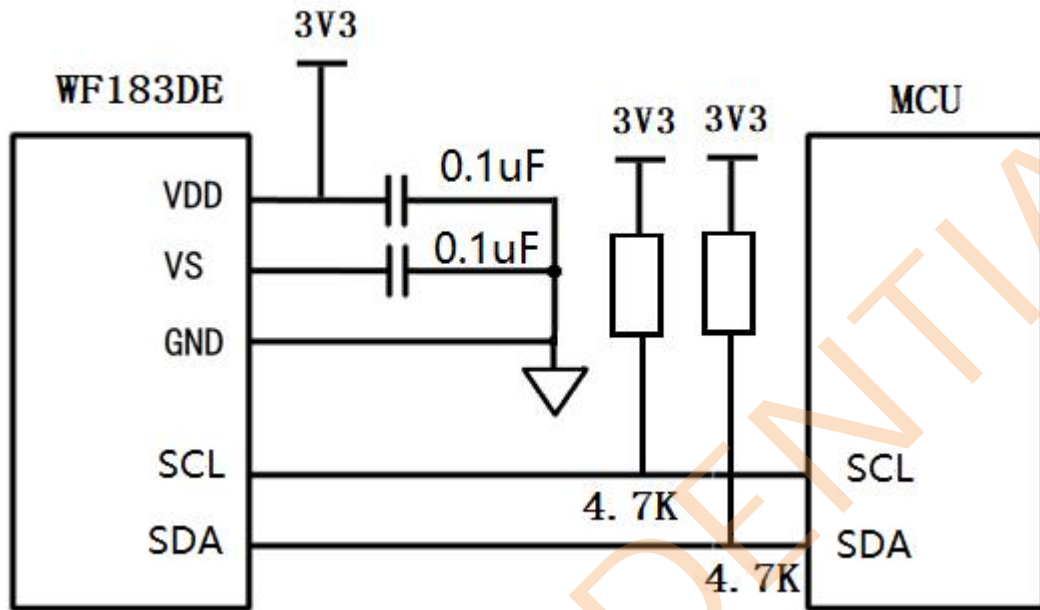 3V3
WF183DE
MCU
3V3 3V3
VDD
0.1uF
VS
0.1uF
GND
SCL
SCL
4.7K
SDA
SDA
4.7K
DENTIA